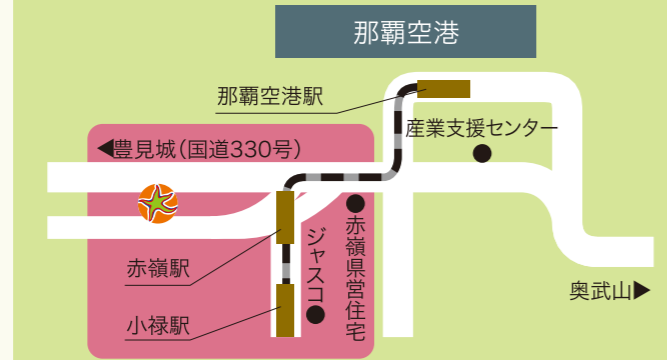 那覇空港
那覇空港駅
産業支援センター
◀豊見城(国道330号)
赤嶺県営住宅
ジャスコ
赤嶺駅
小禄駅
奥武山▶